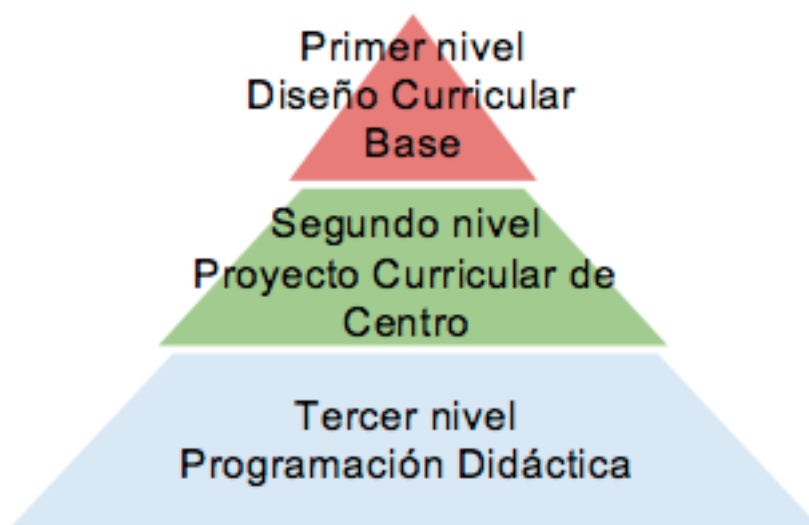 Primer nivel
Diseño Curricular
Base
Segundo nivel
Proyecto Curricular de
Centro
Tercer nivel
Programación Didáctica